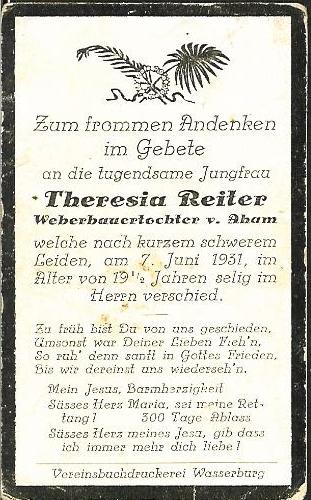 Zum frommen Andenken
im Gebete
an die tugendsame Jungfrau
Theresia Reiter
Weberbauertochter v. Aham
welche nach kurzem schwerem
Leiden, am 7. Juni 1931, im
Alter von 19 1/2 Jahren selig im
Herrn verschied.
Zu früh bist Du von uns geschieden,
Umsonst war Deiner Lieben Fleh'n,
So ruh' denn sanft in Gottes Frieden,
Bis wir dereinst uns wiederseh'n.
Mein Jesus, Barmherzigkeit
Süsses Herz Maria, sei meine Ret-
tung! 300 Tage Ablass
Süsses Herz meines Jesu, gib dass
ich immer mehr dich liebe!
Vereinsbuchdruckerei Wasserburg